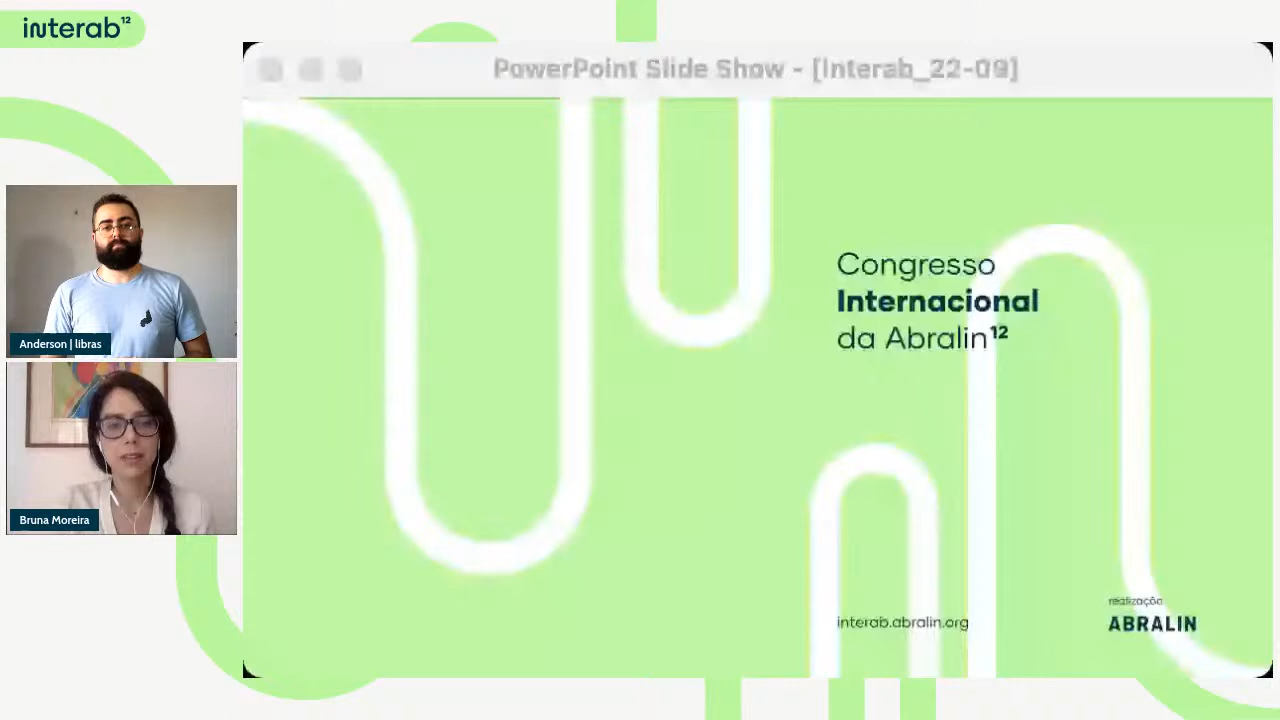 interab¹²
PowerPoint Slide Show - [Interab_22-09]
Anderson | libras
Bruna Moreira
Congresso
Internacional
da Abralin¹²
interab.abralin.org
realização
ABRALIN